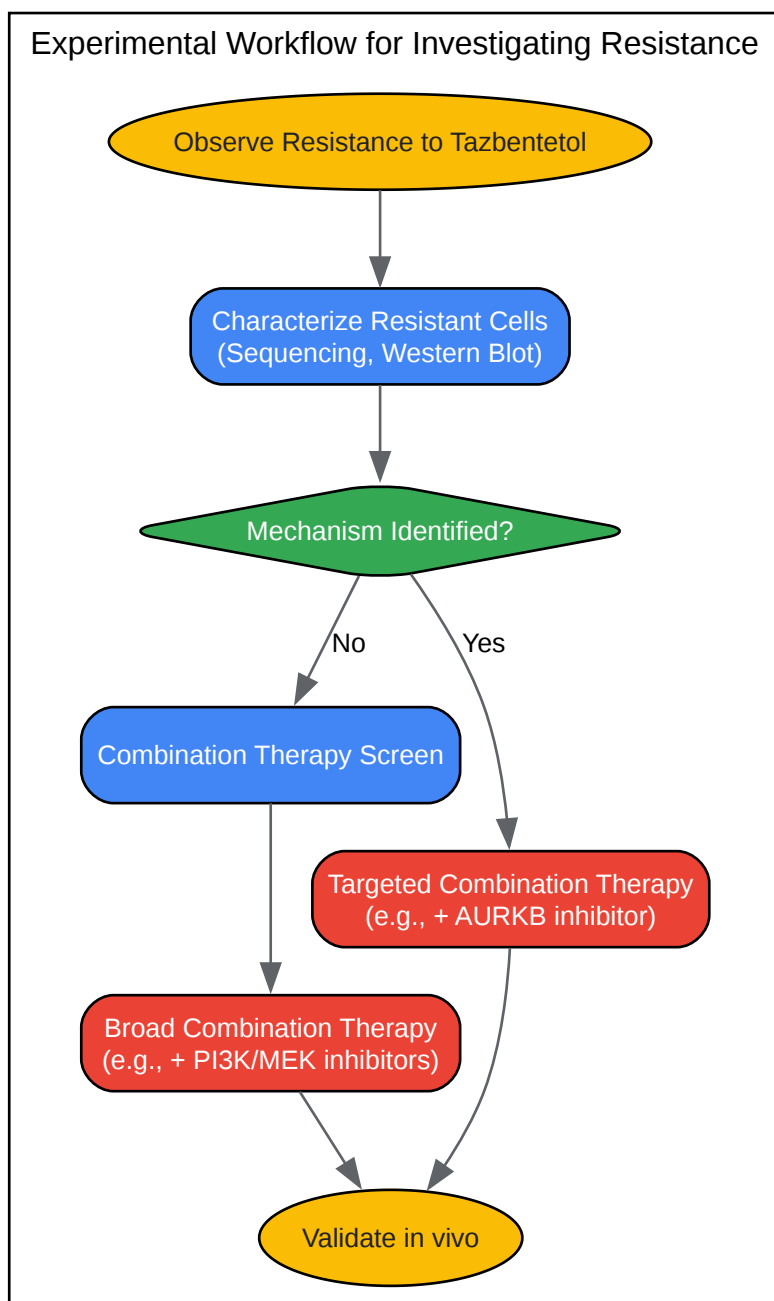 Experimental Workflow for Investigating Resistance
Observe Resistance to Tazbentetol
Characterize Resistant Cells
(Sequencing, Western Blot)
Mechanism Identified?
No
Yes
Combination Therapy Screen
Targeted Combination Therapy
(e.g., + AURKB inhibitor)
Broad Combination Therapy
(e.g., + PI3K/MEK inhibitors)
Validate in vivo